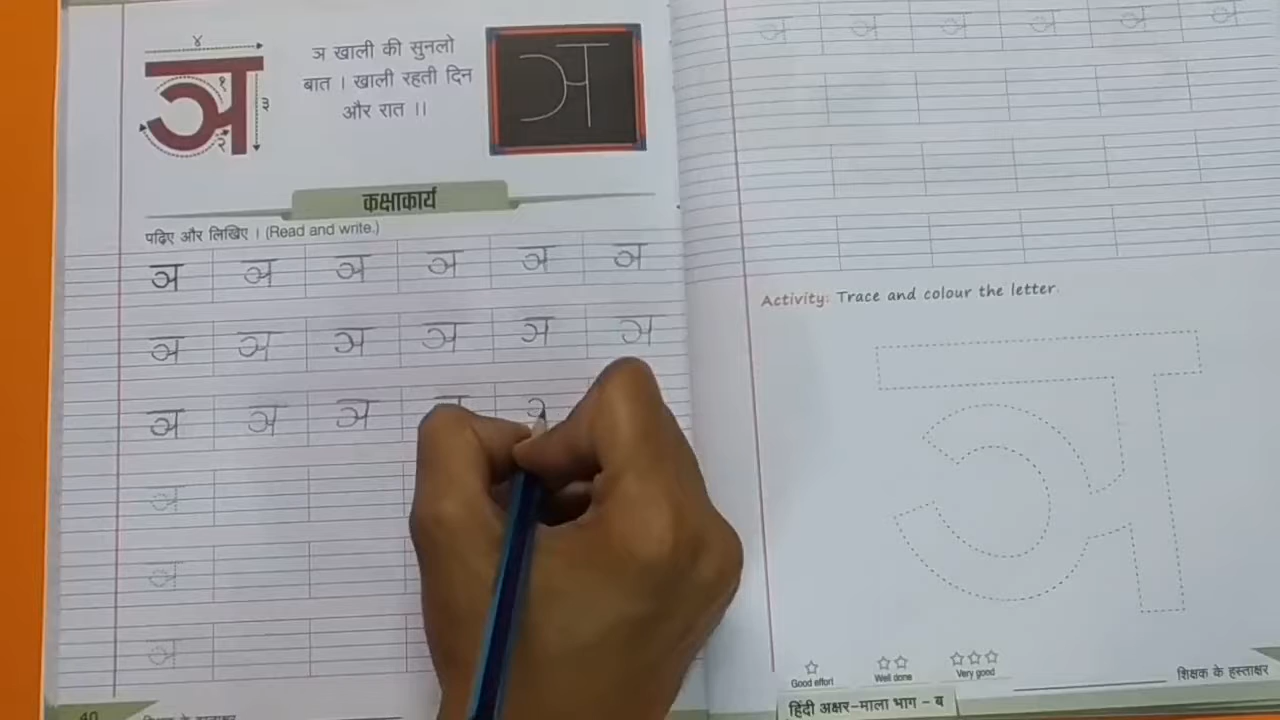 ४
ञ
१
२
३
ञ खाली की सुनलो
बात । खाली रहती दिन
और रात ।।
ञ
कक्षाकार्य
पढ़िए और लिखिए । (Read and write.)
ञ ञ ञ ञ ञ ञ
ञ ञ ञ ञ ञ ञ
ञ ञ ञ
ञ
ञ
ञ
40
ञ ञ ञ ञ ञ ञ
Activity: Trace and colour the letter.
ञ
Good effort
Well done
Very good
शिक्षक के हस्ताक्षर
हिंदी अक्षर-माला भाग - ब